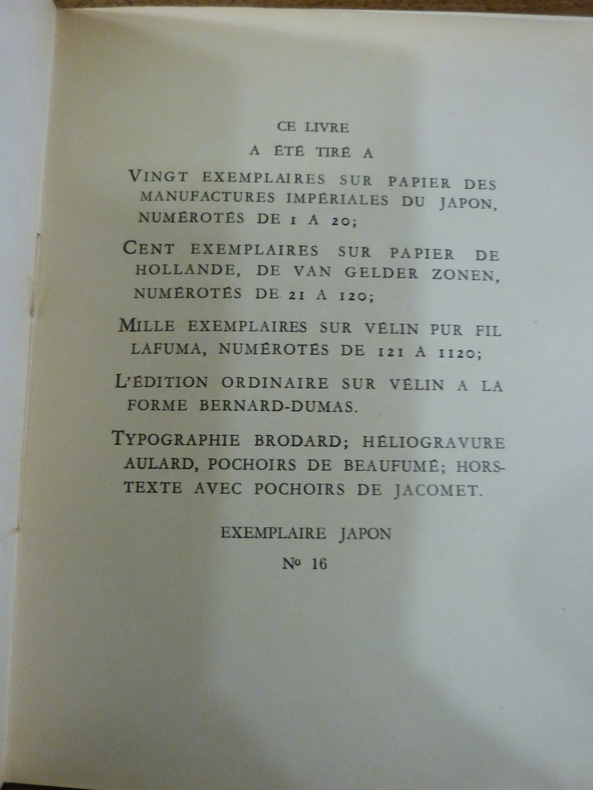 CE LIVRE
A ÉTÉ TIRÉ A
VINGT EXEMPLAIRES SUR PAPIER DES
MANUFACTURES IMPÉRIALES DU JAPON,
NUMÉROTÉS DE 1 A 20;
CENT EXEMPLAIRES SUR PAPIER DE
HOLLANDE, DE VAN GELDER ZONEN,
NUMÉROTÉS DE 21 A 120;
MILLE EXEMPLAIRES SUR VÉLIN PUR FIL
LAFUMA, NUMÉROTÉS DE 121 A 1120;
L'ÉDITION ORDINAIRE SUR VÉLIN A LA
FORME BERNARD-DUMAS.
TYPOGRAPHIE BRODARD; HÉLIOGRAVURE
AULARD, POCHOIRS DE BEAUFUMÉ; HORS-
TEXTE AVEC POCHOIRS DE JACOMET.
EXEMPLAIRE JAPON
Nº 16